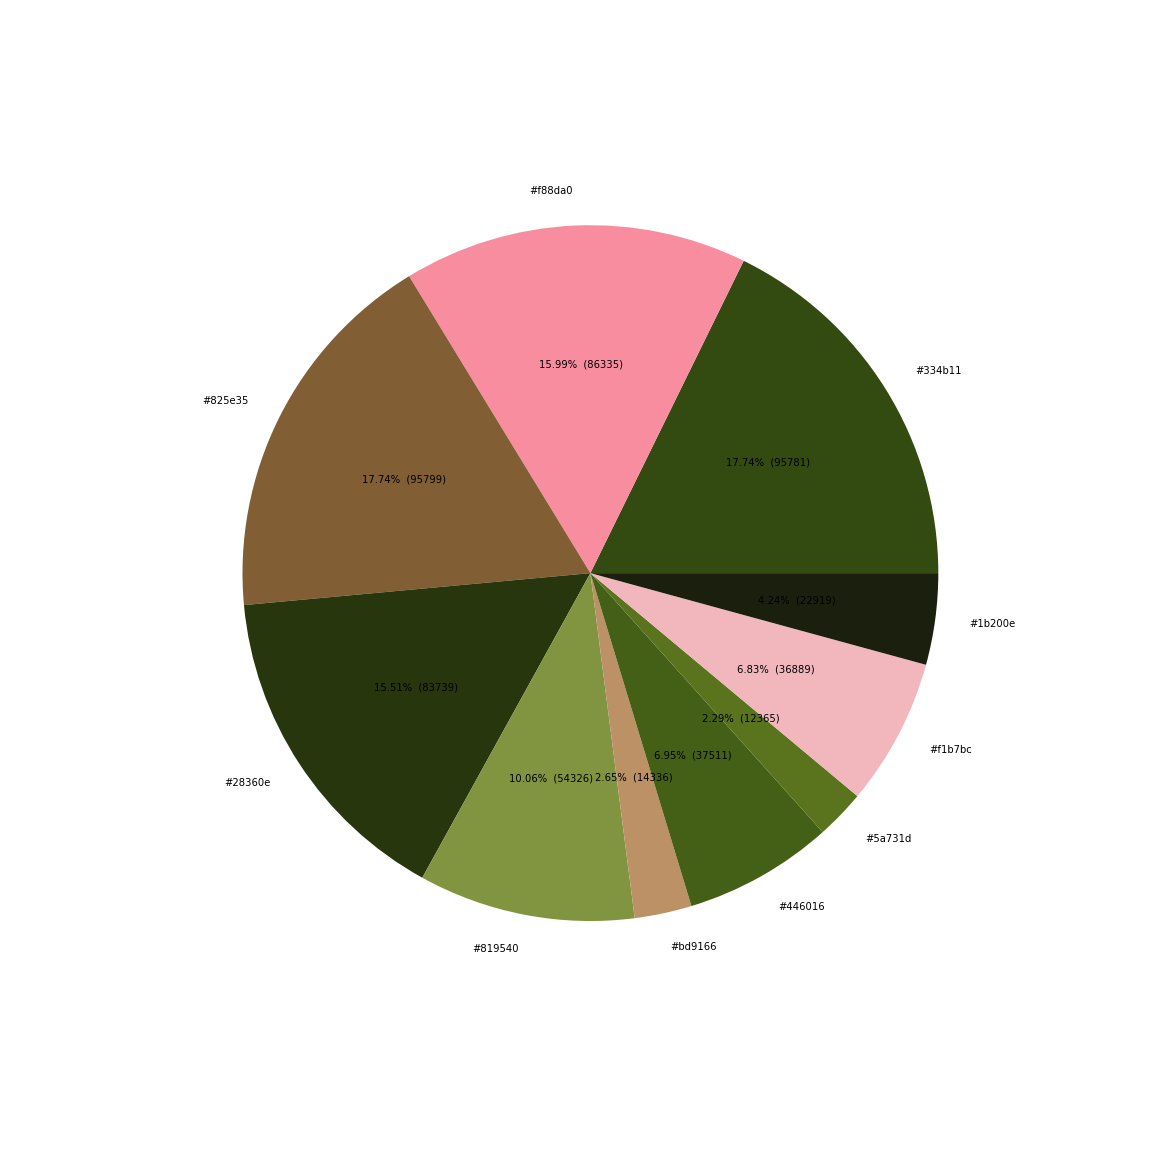 #f88da0
#334b11
15.99%  (86335)
#825e35
17.74%  (95781)
17.74%  (95799)
4.24%  (22919)
#1b200e
6.83%  (36889)
15.51%  (83739)
2.29%  (12365)
#f1b7bc
6.95%  (37511)
10.06%  (54326)
2.65%  (14336)
#28360e
#5a731d
#446016
#819540
#bd9166